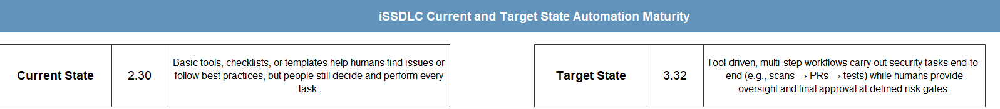 iSSDLC Current and Target State Automation Maturity
Current State
2.30
Basic tools, checklists, or templates help humans find issues or
follow best practices, but people still decide and perform every
task.
Target State
3.32
Tool-driven, multi-step workflows carry out security tasks end-to-
end (e.g., scans → PRs → tests) while humans provide
oversight and final approval at defined risk gates.